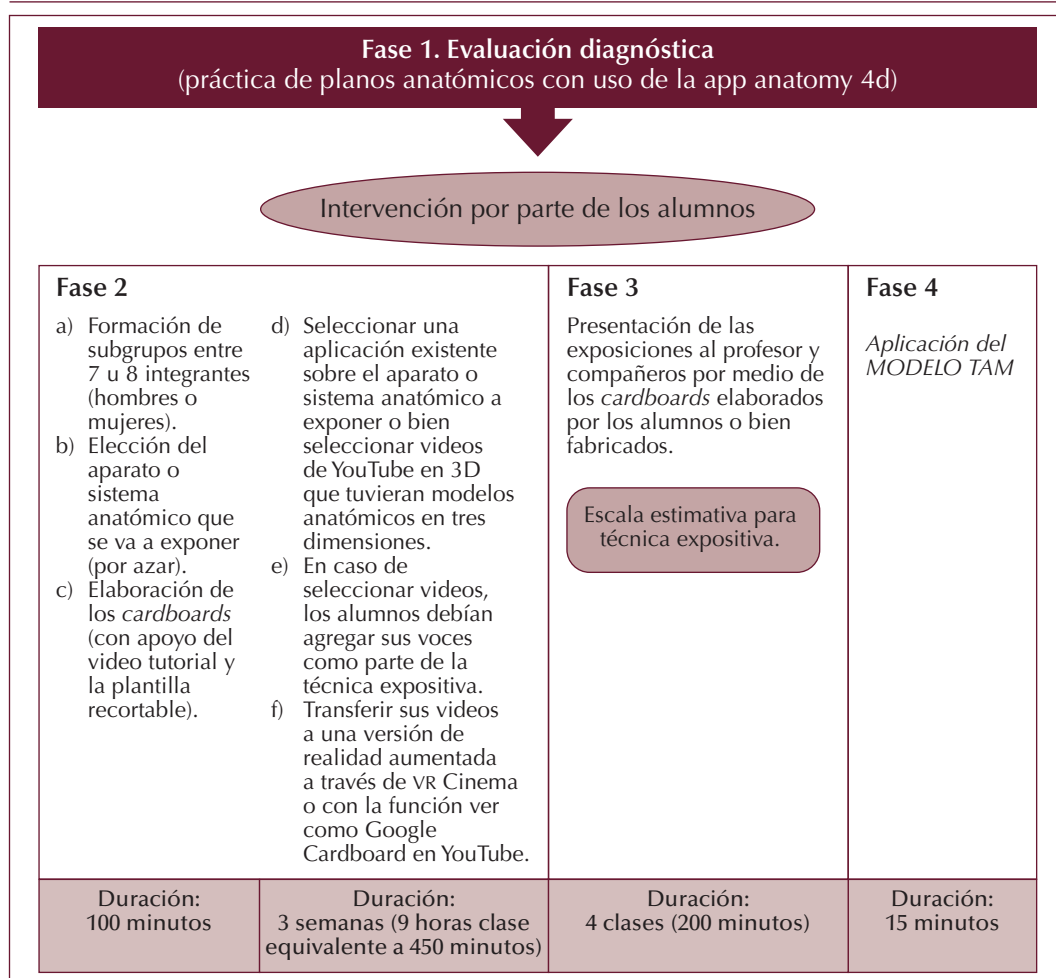 Fase 1. Evaluación diagnóstica
(práctica de planos anatómicos con uso de la app anatomy 4d)
Intervención por parte de los alumnos
Fase 2
a) Formación de
subgrupos entre
7 u 8 integrantes
(hombres o
mujeres).
b) Elección del
aparato o
sistema
anatómico que
se va a exponer
(por azar).
c) Elaboración de
los cardboards
(con apoyo del
video tutorial y
la plantilla
recortable).
d) Seleccionar una
aplicación existente
sobre el aparato o
sistema anatómico a
exponer o bien
seleccionar videos
de YouTube en 3D
que tuvieran modelos
anatómicos en tres
dimensiones.
e) En caso de
seleccionar videos,
los alumnos debían
agregar sus voces
como parte de la
técnica expositiva.
f) Transferir sus videos
a una versión de
realidad aumentada
a través de VR Cinema
o con la función ver
como Google
Cardboard en YouTube.
Fase 3
Presentación de las
exposiciones al profesor y
compañeros por medio de
los cardboards elaborados
por los alumnos o bien
fabricados.
Escala estimativa para
técnica expositiva.
Fase 4
Aplicación del
MODELO TAM
Duración:
100 minutos
Duración:
3 semanas (9 horas clase
equivalente a 450 minutos)
Duración:
4 clases (200 minutos)
Duración:
15 minutos